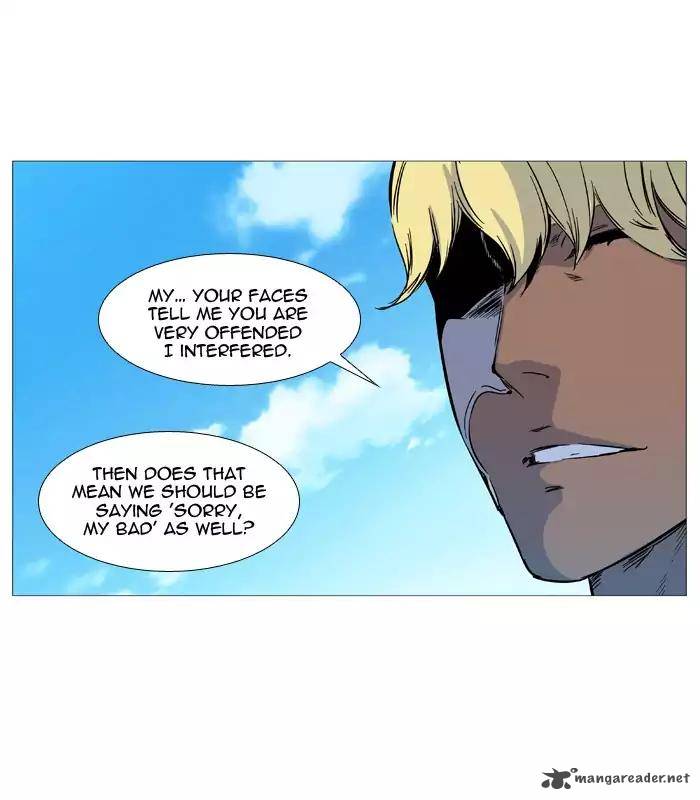 MY... YOUR FACES
TELL ME YOU ARE
VERY OFFENDED
I INTERFERED.
THEN DOES THAT
MEAN WE SHOULD BE
SAYING 'SORRY,
MY BAD' AS WELL?
mangareader.net